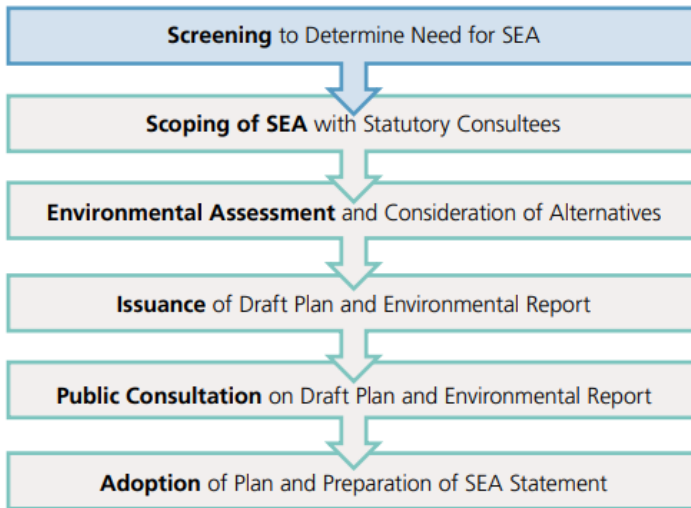 Screening to Determine Need for SEA
Scoping of SEA with Statutory Consultees
Environmental Assessment and Consideration of Alternatives
Issuance of Draft Plan and Environmental Report
Public Consultation on Draft Plan and Environmental Report
Adoption of Plan and Preparation of SEA Statement